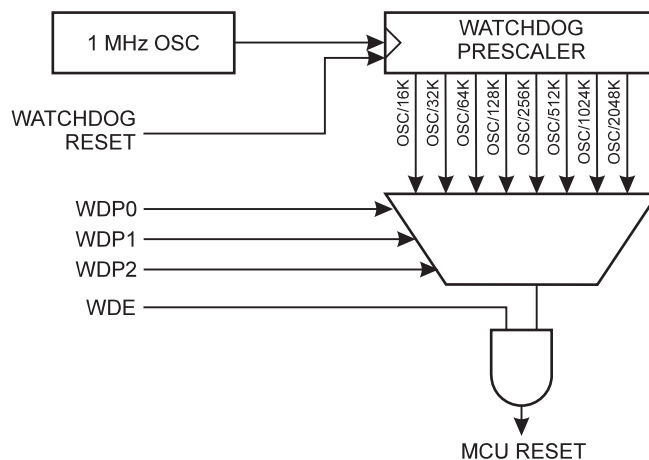 1 MHz OSC
WATCHDOG
PRESCALER
WATCHDOG
RESET
OSC/16K
OSC/32K
OSC/64K
OSC/128K
OSC/256K
OSC/512K
OSC/1024K
OSC/2048K
WDP0
WDP1
WDP2
WDE
MCU RESET